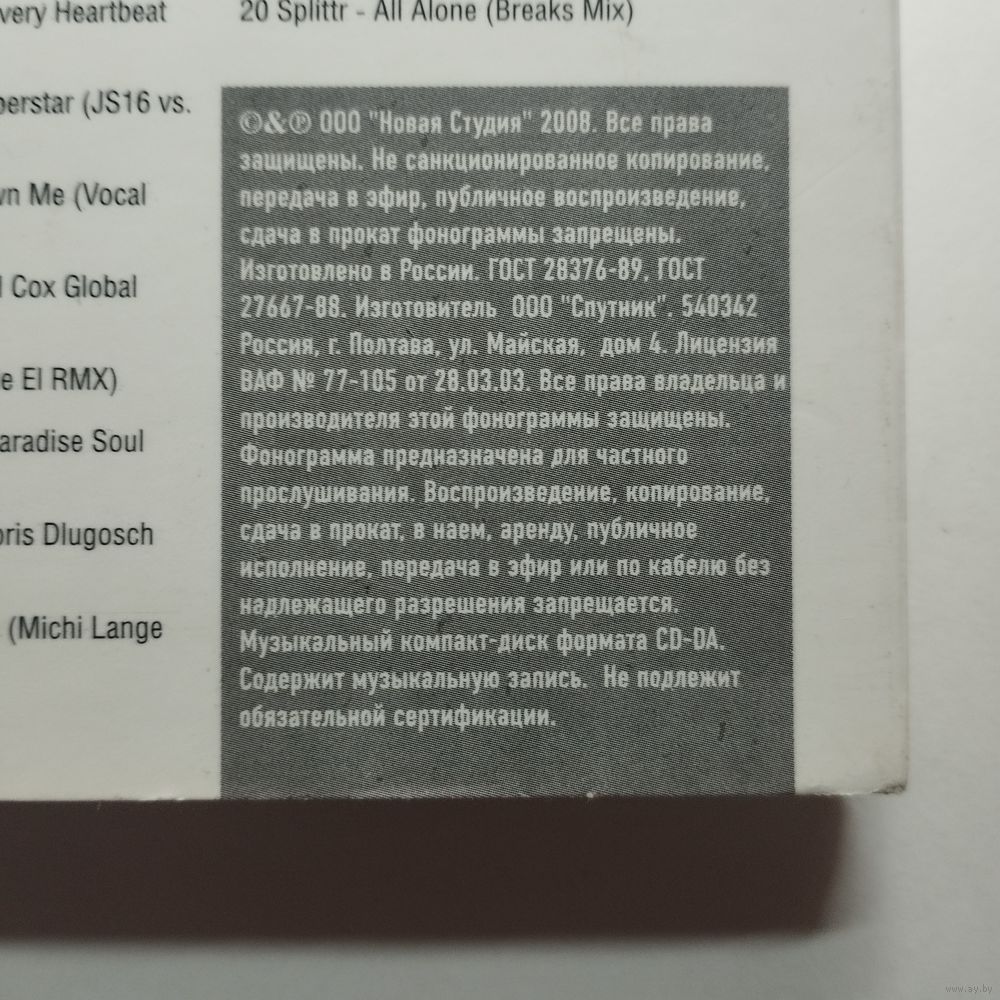 very Heartbeat
20 Splittr - All Alone (Breaks Mix)
perstar (JS16 vs.
wn Me (Vocal
l Cox Global
e El RMX)
aradise Soul
oris Dlugosch
(Michi Lange
©&℗ ООО "Новая Студия" 2008. Все права
защищены. Не санкционированное копирование,
передача в эфир, публичное воспроизведение,
сдача в прокат фонограммы запрещены.
Изготовлено в России. ГОСТ 28376-89, ГОСТ
27667-88. Изготовитель ООО "Спутник". 540342
Россия, г. Полтава, ул. Майская, дом 4. Лицензия
ВАФ № 77-105 от 28.03.03. Все права владельца и
производителя этой фонограммы защищены.
Фонограмма предназначена для частного
прослушивания. Воспроизведение, копирование,
сдача в прокат, в наем, аренду, публичное
исполнение, передача в эфир или по кабелю без
надлежащего разрешения запрещается.
Музыкальный компакт-диск формата CD-DA.
Содержит музыкальную запись. Не подлежит
обязательной сертификации.
www.ay.by